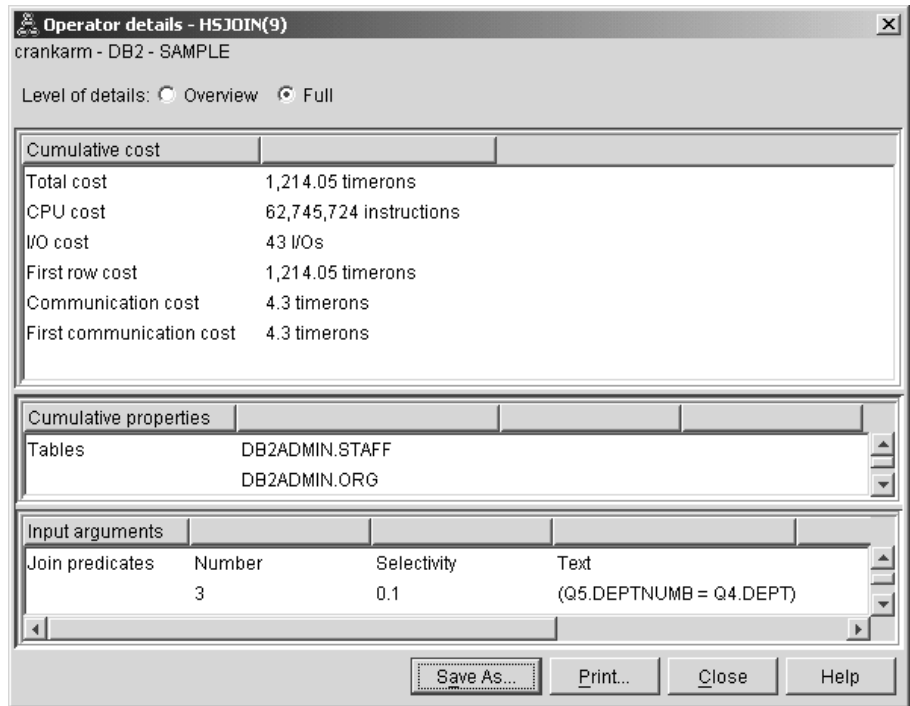 Operator details - HSJOIN(9)
crankarm - DB2 - SAMPLE
Level of details: Overview Full
Cumulative cost
Total cost 1,214.05 timerons
CPU cost 62,745,724 instructions
I/O cost 43 I/Os
First row cost 1,214.05 timerons
Communication cost 4.3 timerons
First communication cost 4.3 timerons
Cumulative properties
Tables DB2ADMIN.STAFF
DB2ADMIN.ORG
Input arguments
Join predicates Number Selectivity Text
3 0.1 (Q5.DEPTNUMB = Q4.DEPT)
Save As... Print... Close Help